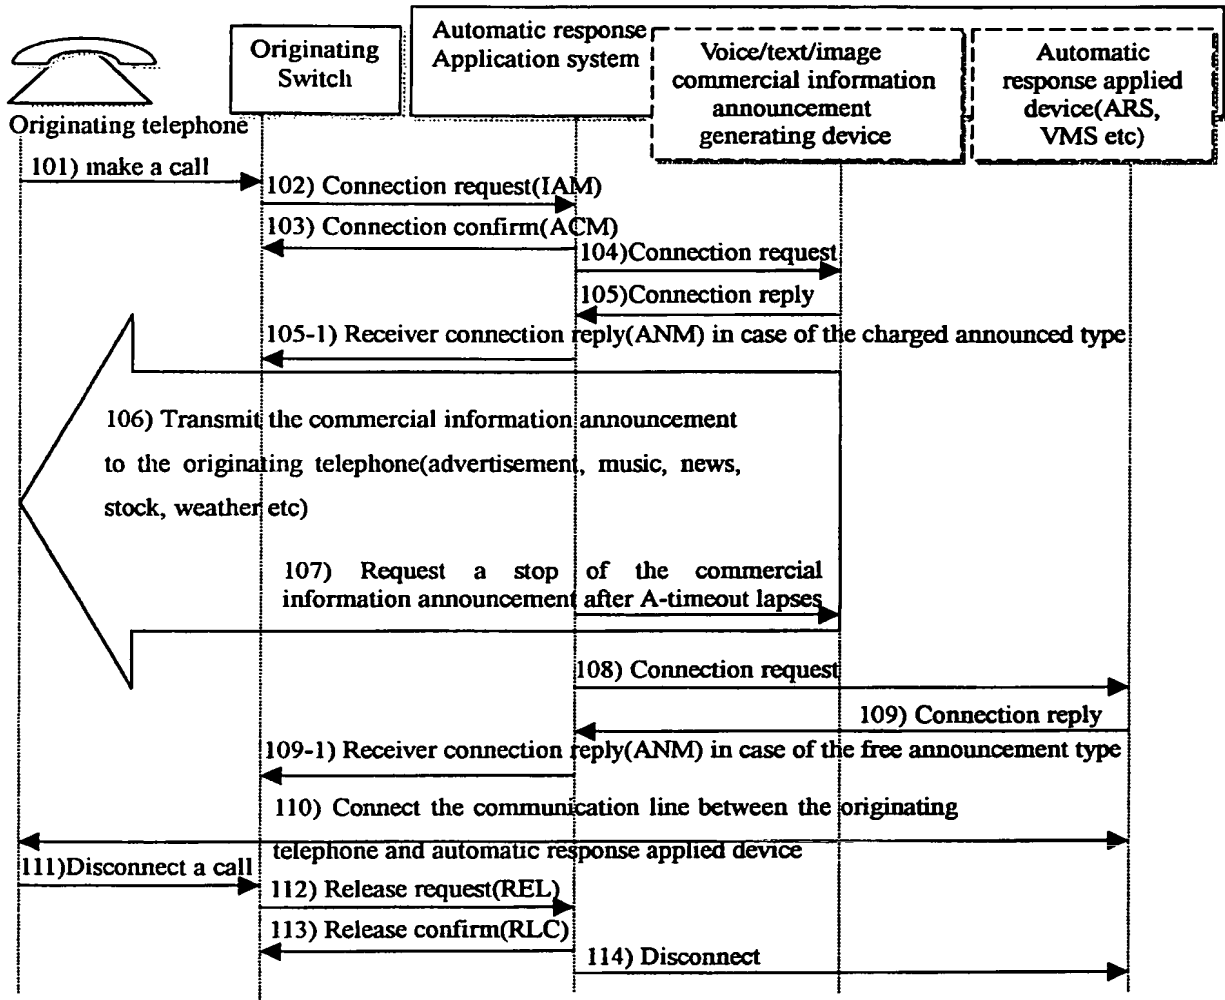 Originating telephone
Originating
Switch
Automatic response
Application system
Voice/text/image
commercial information
announcement
generating device
Automatic
response applied
device(ARS,
VMS etc)
101) make a call
102) Connection request(IAM)
103) Connection confirm(ACM)
104)Connection request
105)Connection reply
105-1) Receiver connection reply(ANM) in case of the charged announced type
106) Transmit the commercial information announcement
to the originating telephone(advertisement, music, news,
stock, weather etc)
107) Request a stop of the commercial
information announcement after A-timeout lapses
108) Connection request
109) Connection reply
109-1) Receiver connection reply(ANM) in case of the free announcement type
110) Connect the communication line between the originating
telephone and automatic response applied device
111)Disconnect a call
112) Release request(REL)
113) Release confirm(RLC)
114) Disconnect